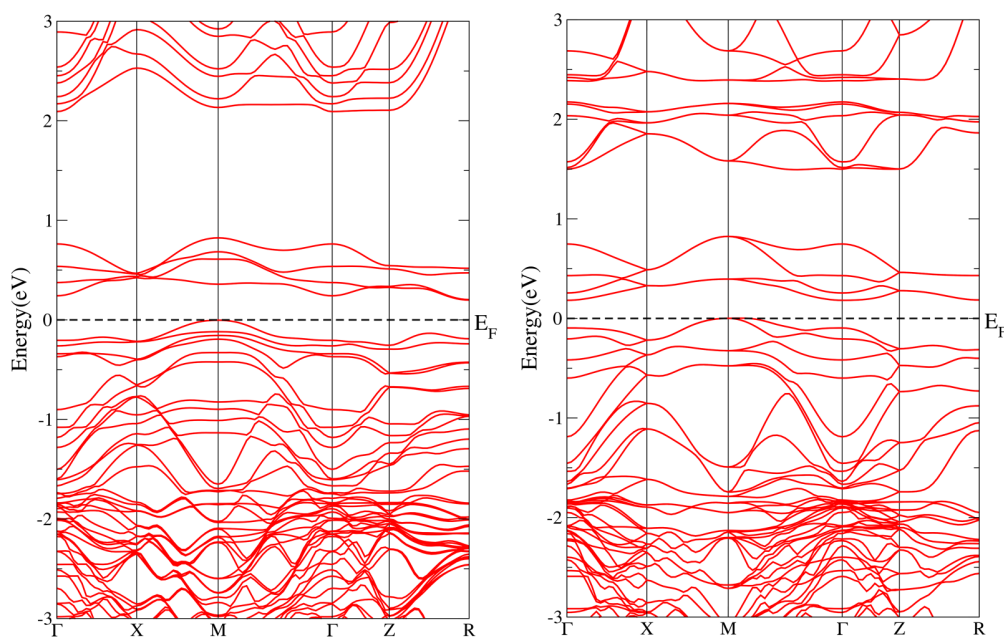 3
2
1
0
-1
-2
-3
Energy(eV)
E_F
Γ X M Γ Z R
3
2
1
0
-1
-2
-3
Energy(eV)
E_F
Γ X M Γ Z R